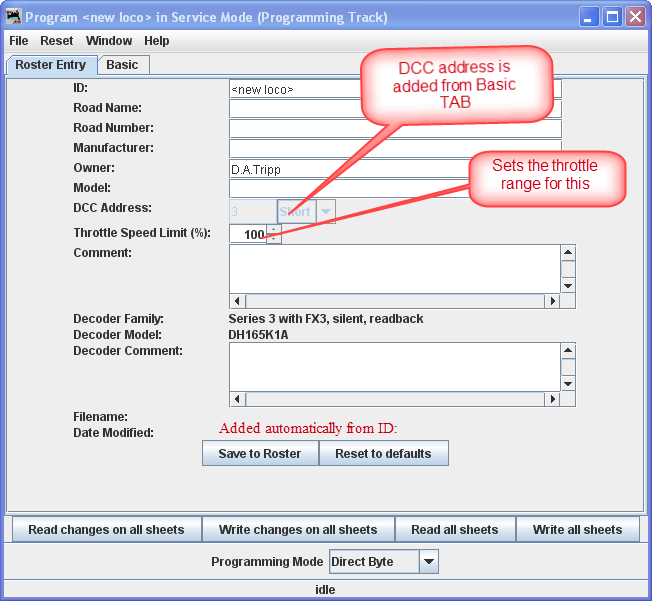 Program <new loco> in Service Mode (Programming Track)
File Reset Window Help
Roster Entry Basic
ID: <new loco>
DCC address is
added from Basic
TAB
Road Name:
Road Number:
Manufacturer:
Owner: D.A.Tripp
Sets the throttle
range for this
Model:
DCC Address: 3 Short
Throttle Speed Limit (%): 100
Comment:
Decoder Family: Series 3 with FX3, silent, readback
Decoder Model: DH165K1A
Decoder Comment:
Filename:
Date Modified: Added automatically from ID:
Save to Roster Reset to defaults
Read changes on all sheets Write changes on all sheets Read all sheets Write all sheets
Programming Mode Direct Byte
idle